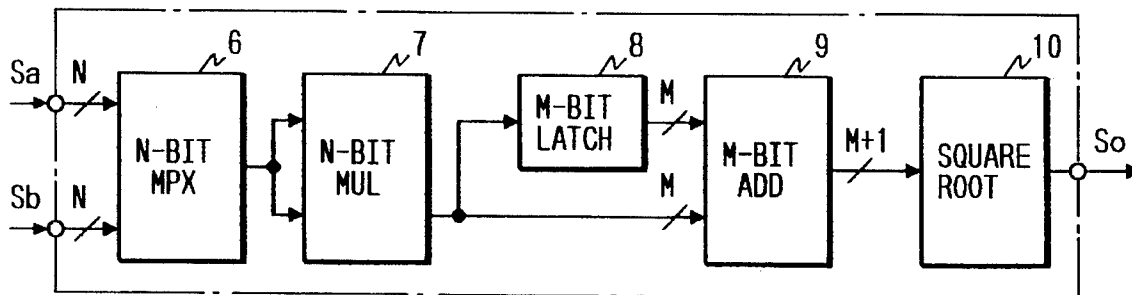 6
7
8
9
10
Sa
N
Sb
N
N-BIT
MPX
N-BIT
MUL
M-BIT
LATCH
M
M
M-BIT
ADD
M+1
SQUARE
ROOT
So